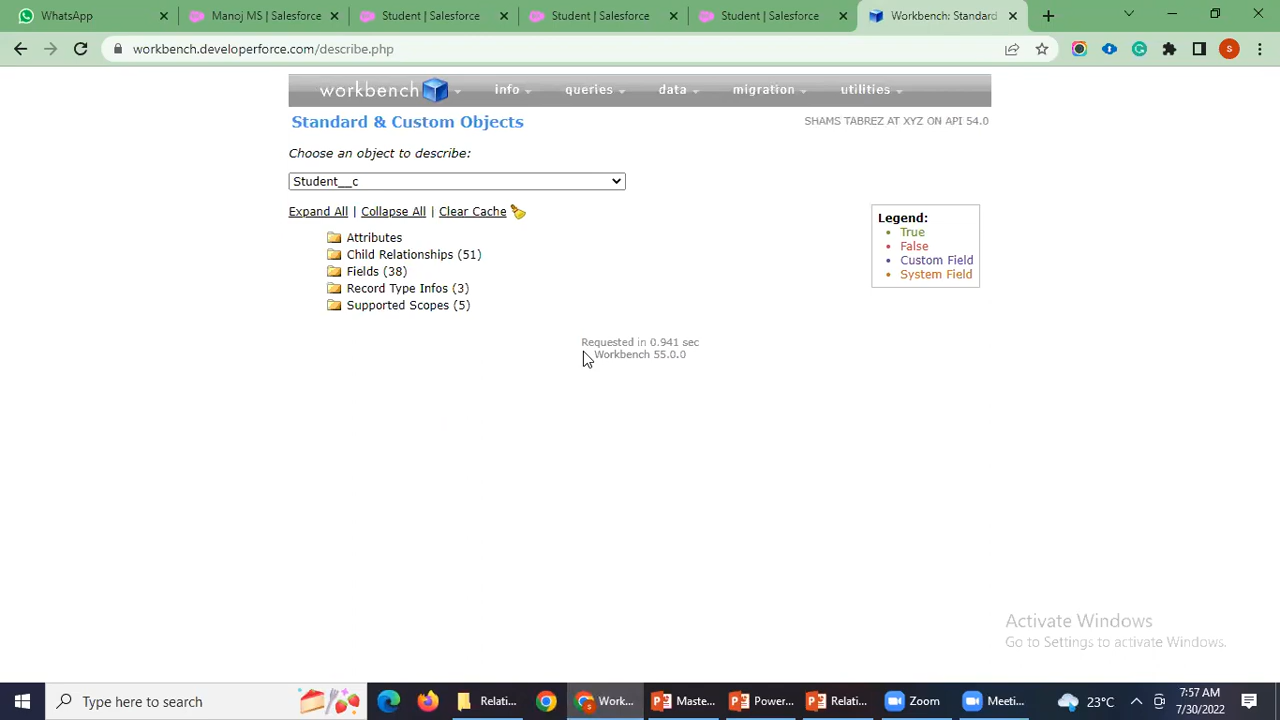 WhatsApp
Manoj MS | Salesforce
Student | Salesforce
Student | Salesforce
Student | Salesforce
Workbench: Standard
workbench.developerforce.com/describe.php
S
workbench
info
queries
data
migration
utilities
Standard & Custom Objects
SHAMS TABREZ AT XYZ ON API 54.0
Choose an object to describe:
Student__c
Expand All | Collapse All | Clear Cache
Attributes
Child Relationships (51)
Fields (38)
Record Type Infos (3)
Supported Scopes (5)
Legend:
True
False
Custom Field
System Field
Requested in 0.941 sec
Workbench 55.0.0
Activate Windows
Go to Settings to activate Windows.
Type here to search
Relati...
Work...
Maste...
Power...
Relati...
Zoom
Meeti...
23°C
7:57 AM
7/30/2022